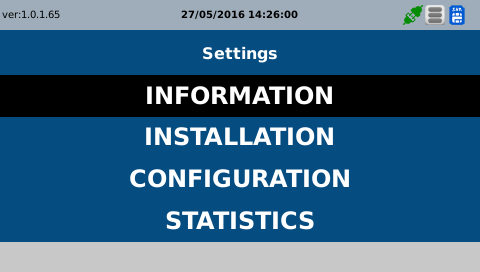 ver:1.0.1.65
27/05/2016 14:26:00
Settings
INFORMATION
INSTALLATION
CONFIGURATION
STATISTICS